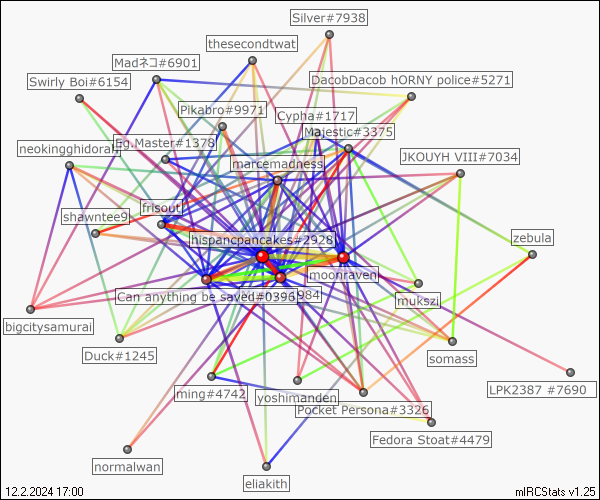 Silver#7938
thesecondtwat
Madネコ#6901
DacobDacob hORNY police#5271
Swirly Boi#6154
Pikabro#9971
Cypha#1717
Majestic#3375
Eg.Master#1378
neokingghidorah
JKOUYH VIII#7034
marcemadness
frisout
shawntee9
hispancpancakes#2928
zebula
moonraven
Can anything be saved#0396
1984
mukszi
bigcitysamurai
Duck#1245
somass
LPK2387 #7690
ming#4742
yoshimanden
Pocket Persona#3326
Fedora Stoat#4479
normalwan
eliakith
12.2.2024 17:00
mIRCStats v1.25